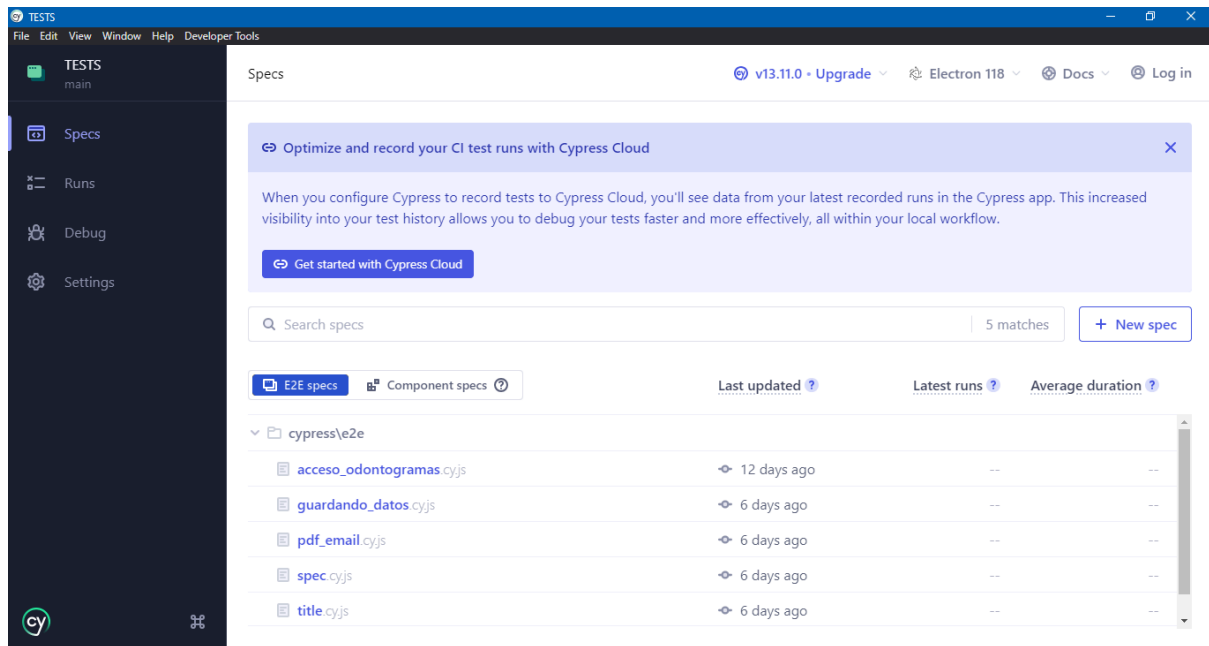 TESTS
File Edit View Window Help Developer Tools
TESTS
main
Specs
Runs
Debug
Settings
cy
Specs
v13.11.0 • Upgrade
Electron 118
Docs
Log in
Optimize and record your CI test runs with Cypress Cloud
When you configure Cypress to record tests to Cypress Cloud, you'll see data from your latest recorded runs in the Cypress app. This increased
visibility into your test history allows you to debug your tests faster and more effectively, all within your local workflow.
Get started with Cypress Cloud
Search specs
5 matches
+ New spec
E2E specs
Component specs ?
Last updated ?
Latest runs ?
Average duration ?
cypress\e2e
acceso_odontogramas.cy.js 12 days ago -- --
guardando_datos.cy.js 6 days ago -- --
pdf_email.cy.js 6 days ago -- --
spec.cy.js 6 days ago -- --
title.cy.js 6 days ago -- --